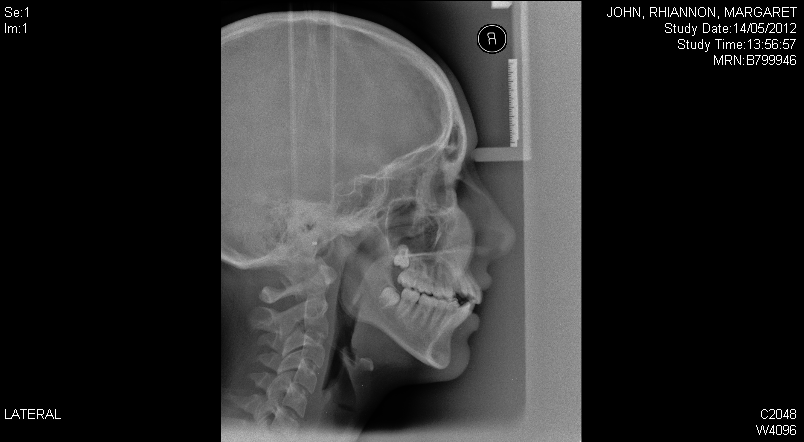 Se:1
Im:1
JOHN, RHIANNON, MARGARET
Study Date:14/05/2012
Study Time:13:56:57
MRN:B799946
R
LATERAL
C2048
W4096